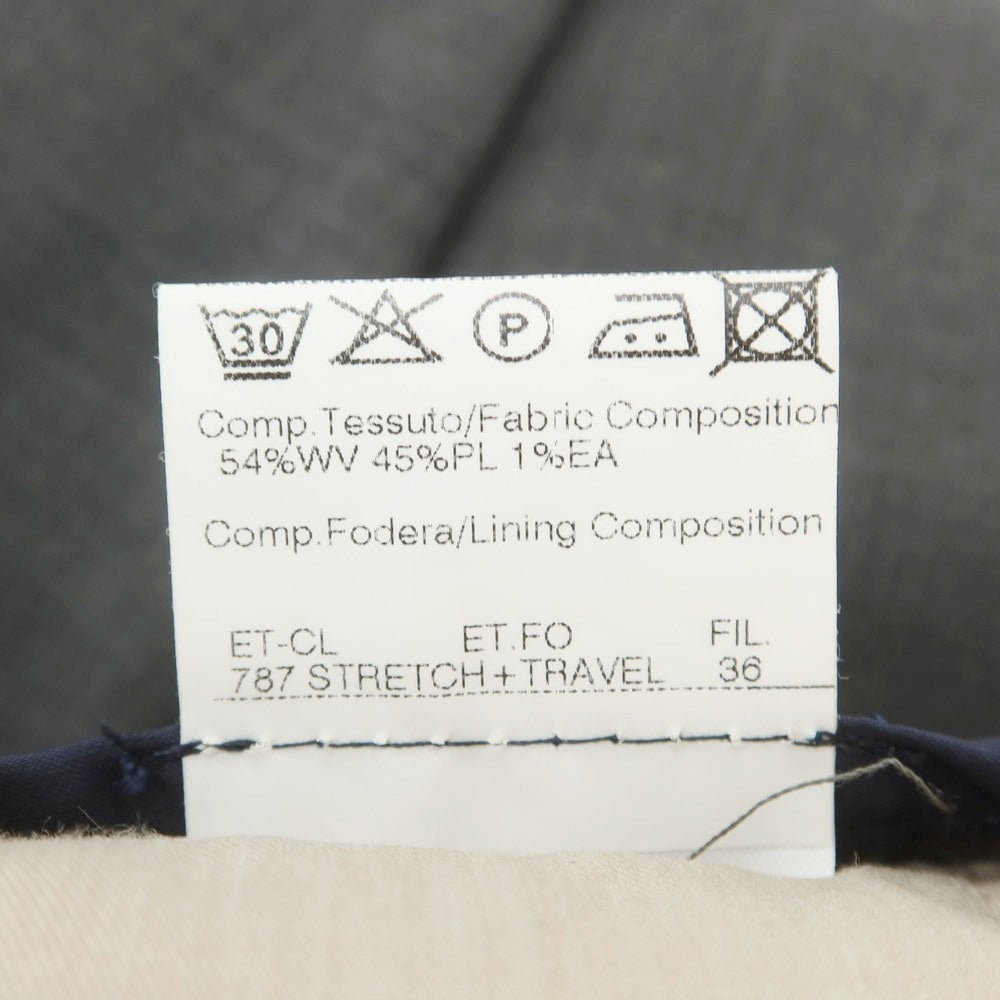 30 P
Comp.Tessuto/Fabric Composition
54%WV 45%PL 1%EA
Comp.Fodera/Lining Composition
ET-CL ET.FO FIL.
787 STRETCH+TRAVEL 36